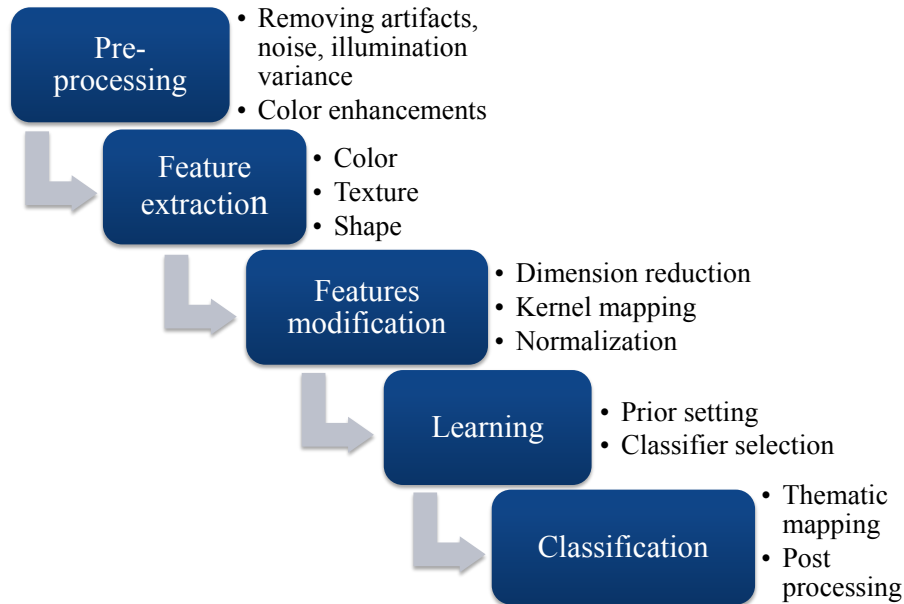 Pre-
processing
• Removing artifacts,
noise, illumination
variance
• Color enhancements
Feature
extraction
• Color
• Texture
• Shape
Features
modification
• Dimension reduction
• Kernel mapping
• Normalization
Learning
• Prior setting
• Classifier selection
Classification
• Thematic
mapping
• Post
processing